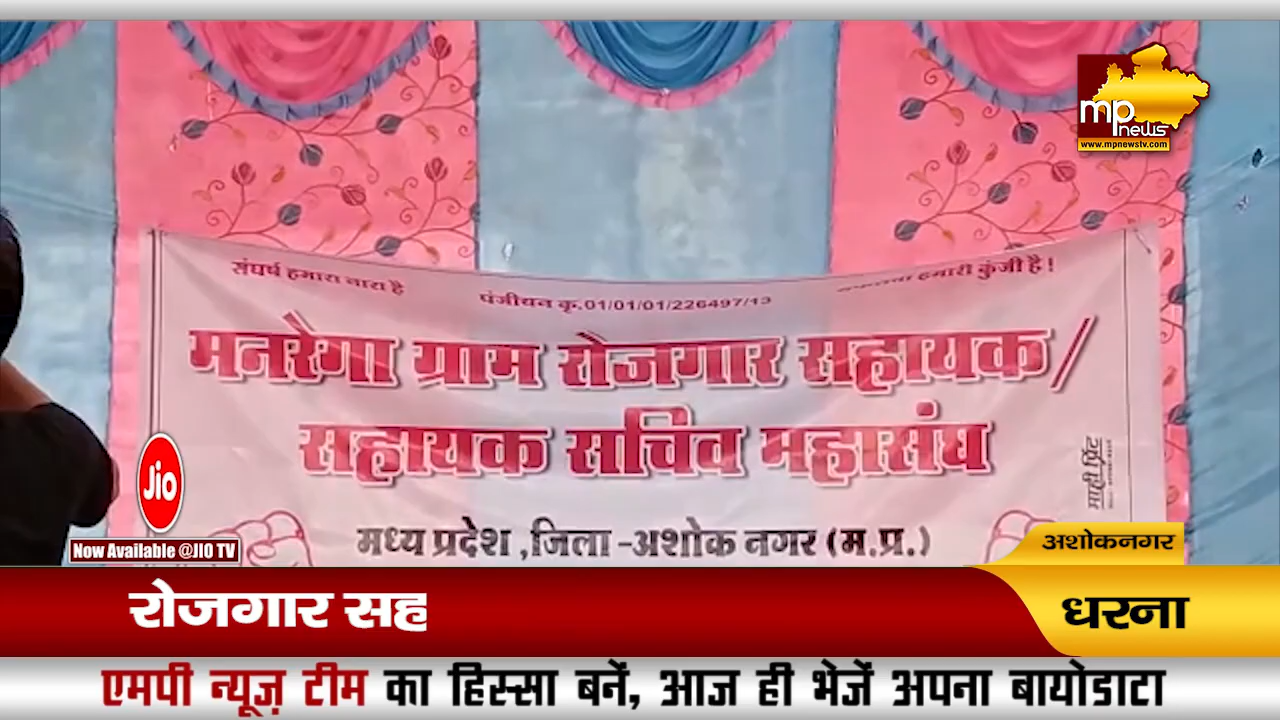 mp news
www.mpnewstv.com
संघर्ष हमारा नारा है
हमारी कुंजी है !
पंजीयन कृ.01/01/01/226497/13
मनरेगा ग्राम रोजगार सहायक/
सहायक सचिव महासंघ
माही प्रिंट
मध्य प्रदेश ,जिला -अशोक नगर (म.प्र.)
Jio
Now Available @JIO TV
अशोकनगर
रोजगार सह
धरना
एमपी न्यूज़ टीम का हिस्सा बनें, आज ही भेजें अपना बायोडाटा